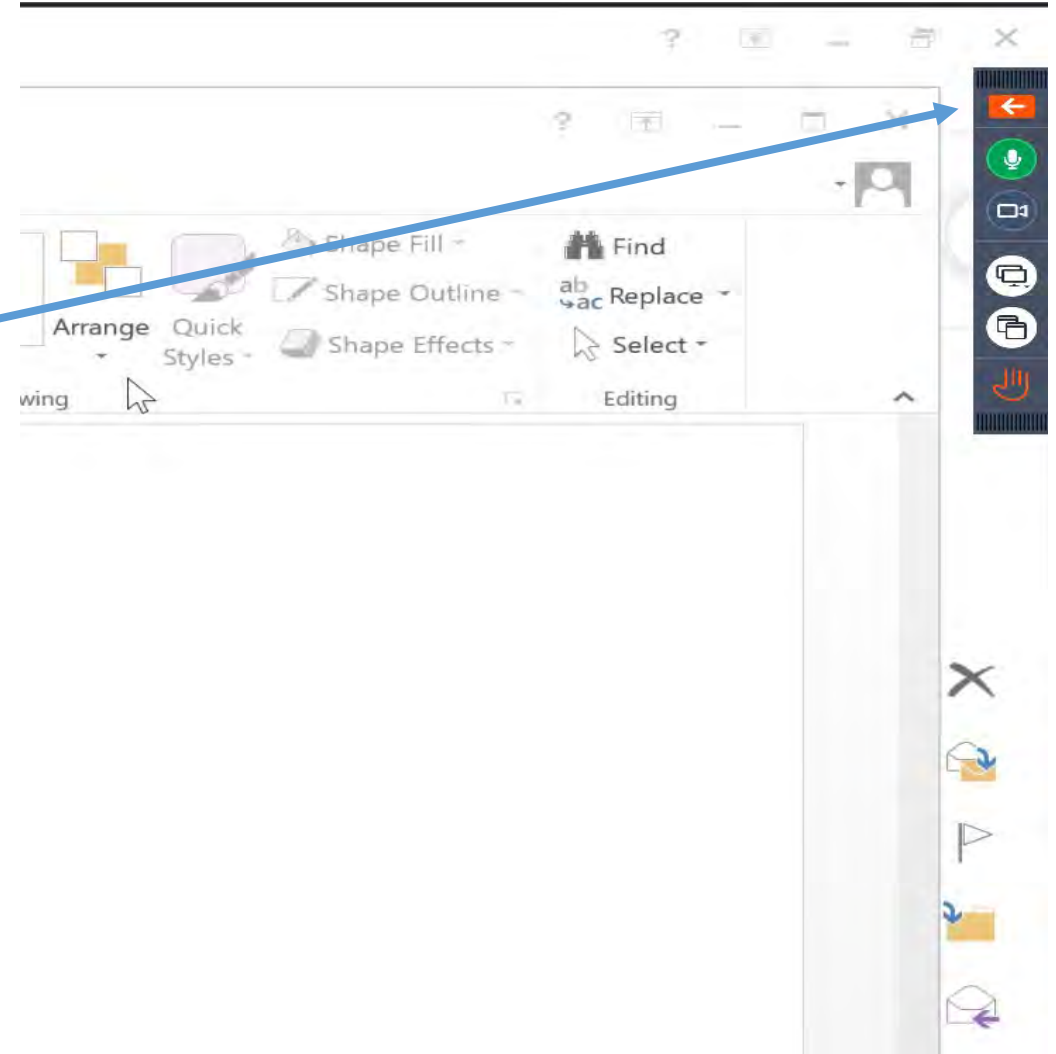 Shape Fill
Find
Shape Outline
ab
ac Replace
Arrange Quick
Styles
Shape Effects
Select
wing
Editing